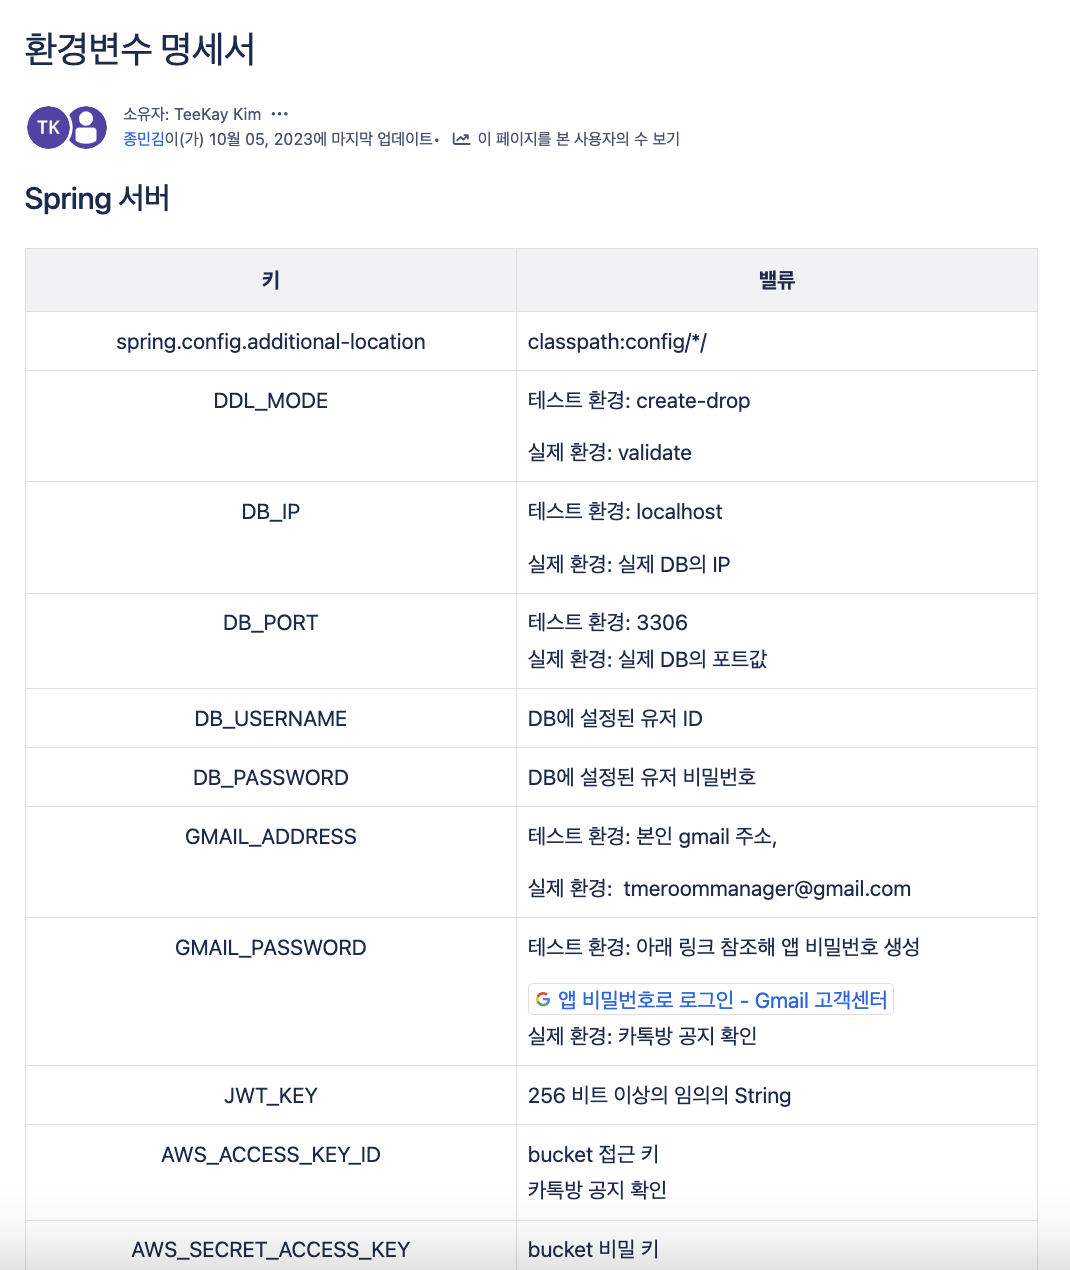 환경변수 명세서
TK
소유자: TeeKay Kim •••
종민김이(가) 10월 05, 2023에 마지막 업데이트• 이 페이지를 본 사용자의 수 보기
Spring 서버
키 밸류
spring.config.additional-location classpath:config/*/
DDL_MODE 테스트 환경: create-drop
실제 환경: validate
DB_IP 테스트 환경: localhost
실제 환경: 실제 DB의 IP
DB_PORT 테스트 환경: 3306
실제 환경: 실제 DB의 포트값
DB_USERNAME DB에 설정된 유저 ID
DB_PASSWORD DB에 설정된 유저 비밀번호
GMAIL_ADDRESS 테스트 환경: 본인 gmail 주소,
실제 환경: tmeroommanager@gmail.com
GMAIL_PASSWORD 테스트 환경: 아래 링크 참조해 앱 비밀번호 생성
앱 비밀번호로 로그인 - Gmail 고객센터
실제 환경: 카톡방 공지 확인
JWT_KEY 256 비트 이상의 임의의 String
AWS_ACCESS_KEY_ID bucket 접근 키
카톡방 공지 확인
AWS_SECRET_ACCESS_KEY bucket 비밀 키